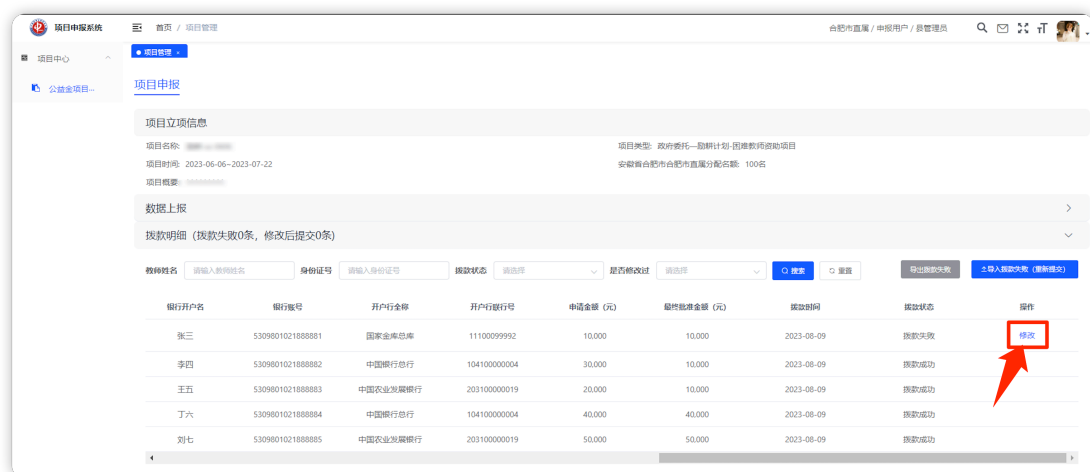 项目申报系统
首页 / 项目管理
合肥市直属 / 申报用户 / 县管理员
项目中心
项目管理 ×
公益金项目...
项目申报
项目立项信息
项目名称:
项目类型: 政府委托—励耕计划-困难教师资助项目
项目时间: 2023-06-06~2023-07-22
安徽省合肥市合肥市直属分配名额: 100名
项目概要:
数据上报
拨款明细（拨款失败0条，修改后提交0条）
教师姓名 请输入教师姓名 身份证号 请输入身份证号 拨款状态 请选择 是否修改过 请选择 搜索 重置 导出拨款失败 导入拨款失败（重新提交）
银行开户名 银行账号 开户行全称 开户行联行号 申请金额（元） 最终批准金额（元） 拨款时间 拨款状态 操作
张三 5309801021888881 国家金库总库 11100099992 10,000 10,000 2023-08-09 拨款失败 修改
李四 5309801021888882 中国银行总行 104100000004 30,000 10,000 2023-08-09 拨款成功
王五 5309801021888883 中国农业发展银行 203100000019 20,000 10,000 2023-08-09 拨款成功
丁六 5309801021888884 中国银行总行 104100000004 40,000 40,000 2023-08-09 拨款成功
刘七 5309801021888885 中国农业发展银行 203100000019 50,000 50,000 2023-08-09 拨款成功